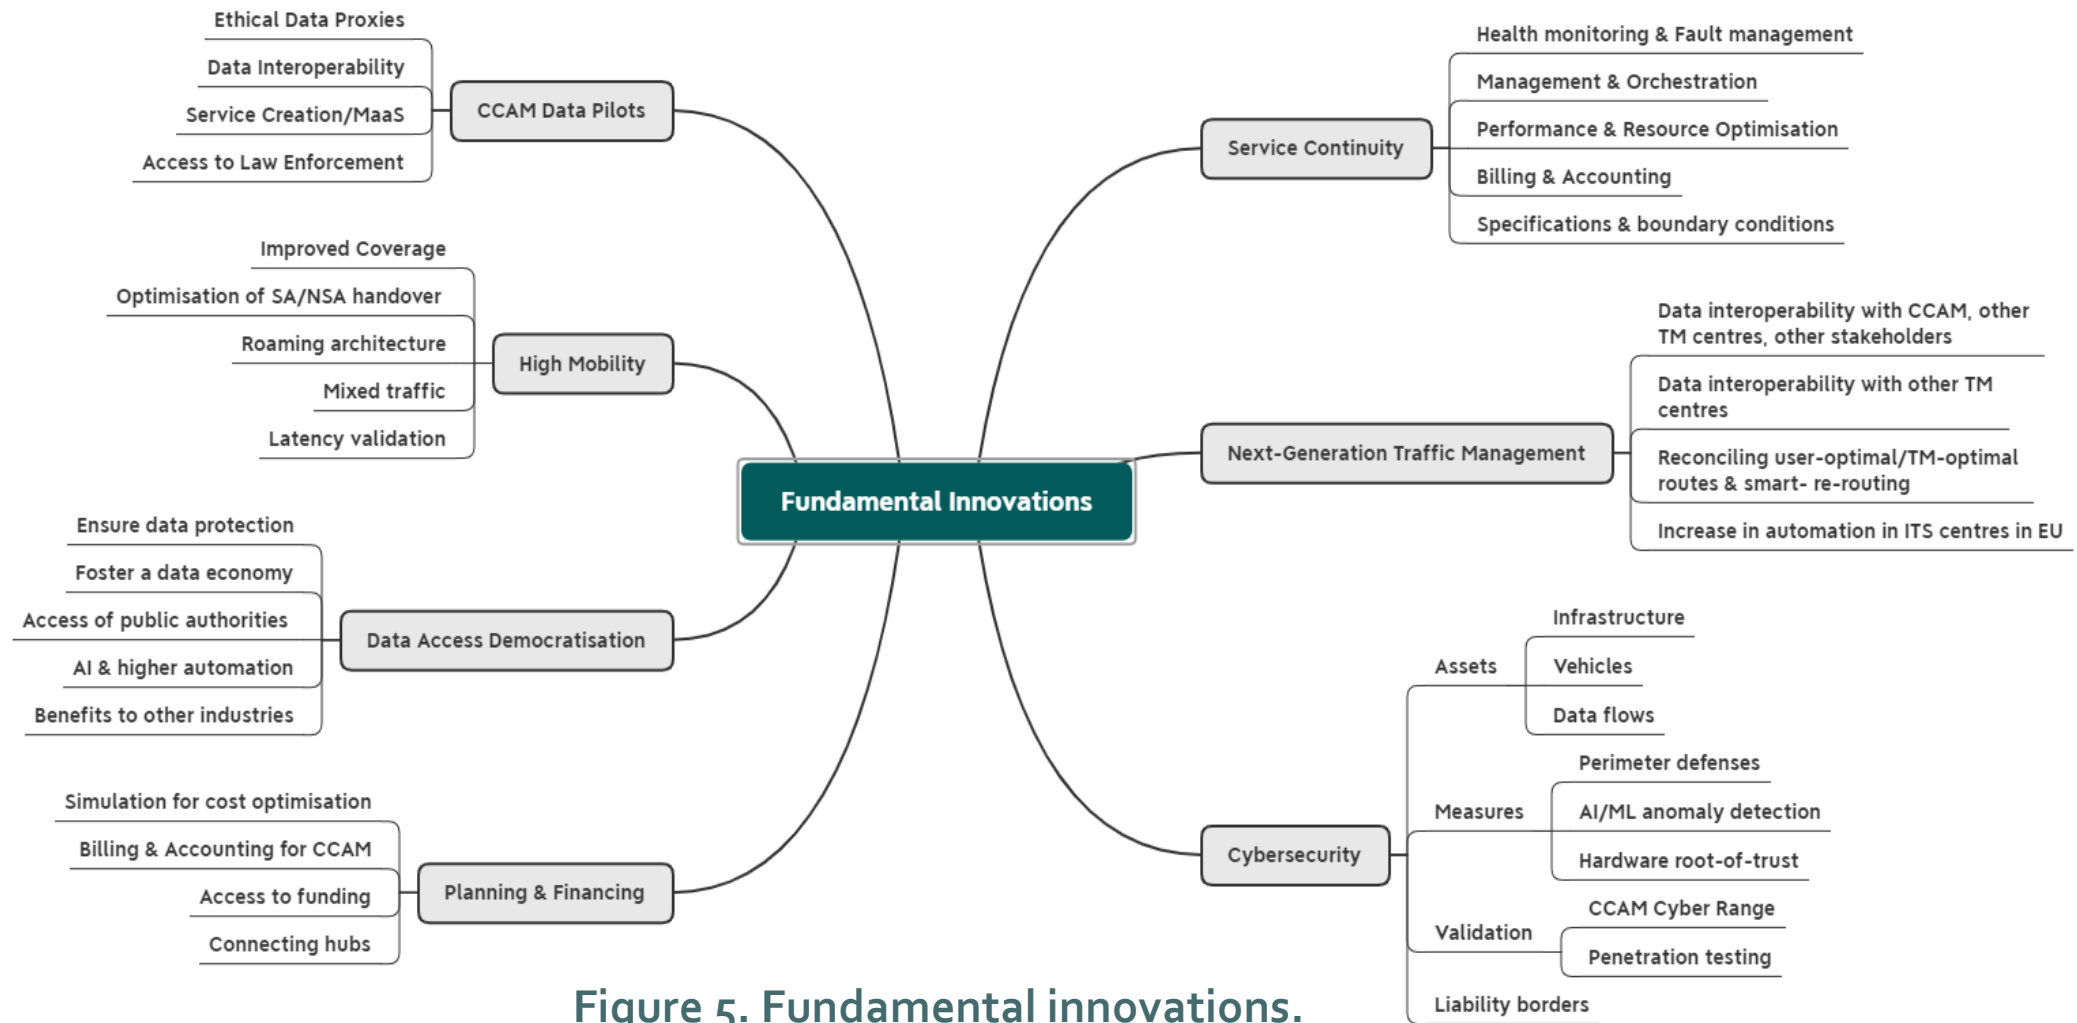 Ethical Data Proxies
Data Interoperability
Service Creation/MaaS
Access to Law Enforcement
CCAM Data Pilots
Improved Coverage
Optimisation of SA/NSA handover
Roaming architecture
Mixed traffic
Latency validation
High Mobility
Ensure data protection
Foster a data economy
Access of public authorities
AI & higher automation
Benefits to other industries
Data Access Democratisation
Simulation for cost optimisation
Billing & Accounting for CCAM
Access to funding
Connecting hubs
Planning & Financing
Fundamental Innovations
Service Continuity
Health monitoring & Fault management
Management & Orchestration
Performance & Resource Optimisation
Billing & Accounting
Specifications & boundary conditions
Next-Generation Traffic Management
Data interoperability with CCAM, other
TM centres, other stakeholders
Data interoperability with other TM
centres
Reconciling user-optimal/TM-optimal
routes & smart- re-routing
Increase in automation in ITS centres in EU
Cybersecurity
Assets
Infrastructure
Vehicles
Data flows
Measures
Perimeter defenses
AI/ML anomaly detection
Hardware root-of-trust
Validation
CCAM Cyber Range
Penetration testing
Liability borders
Figure 5. Fundamental innovations.